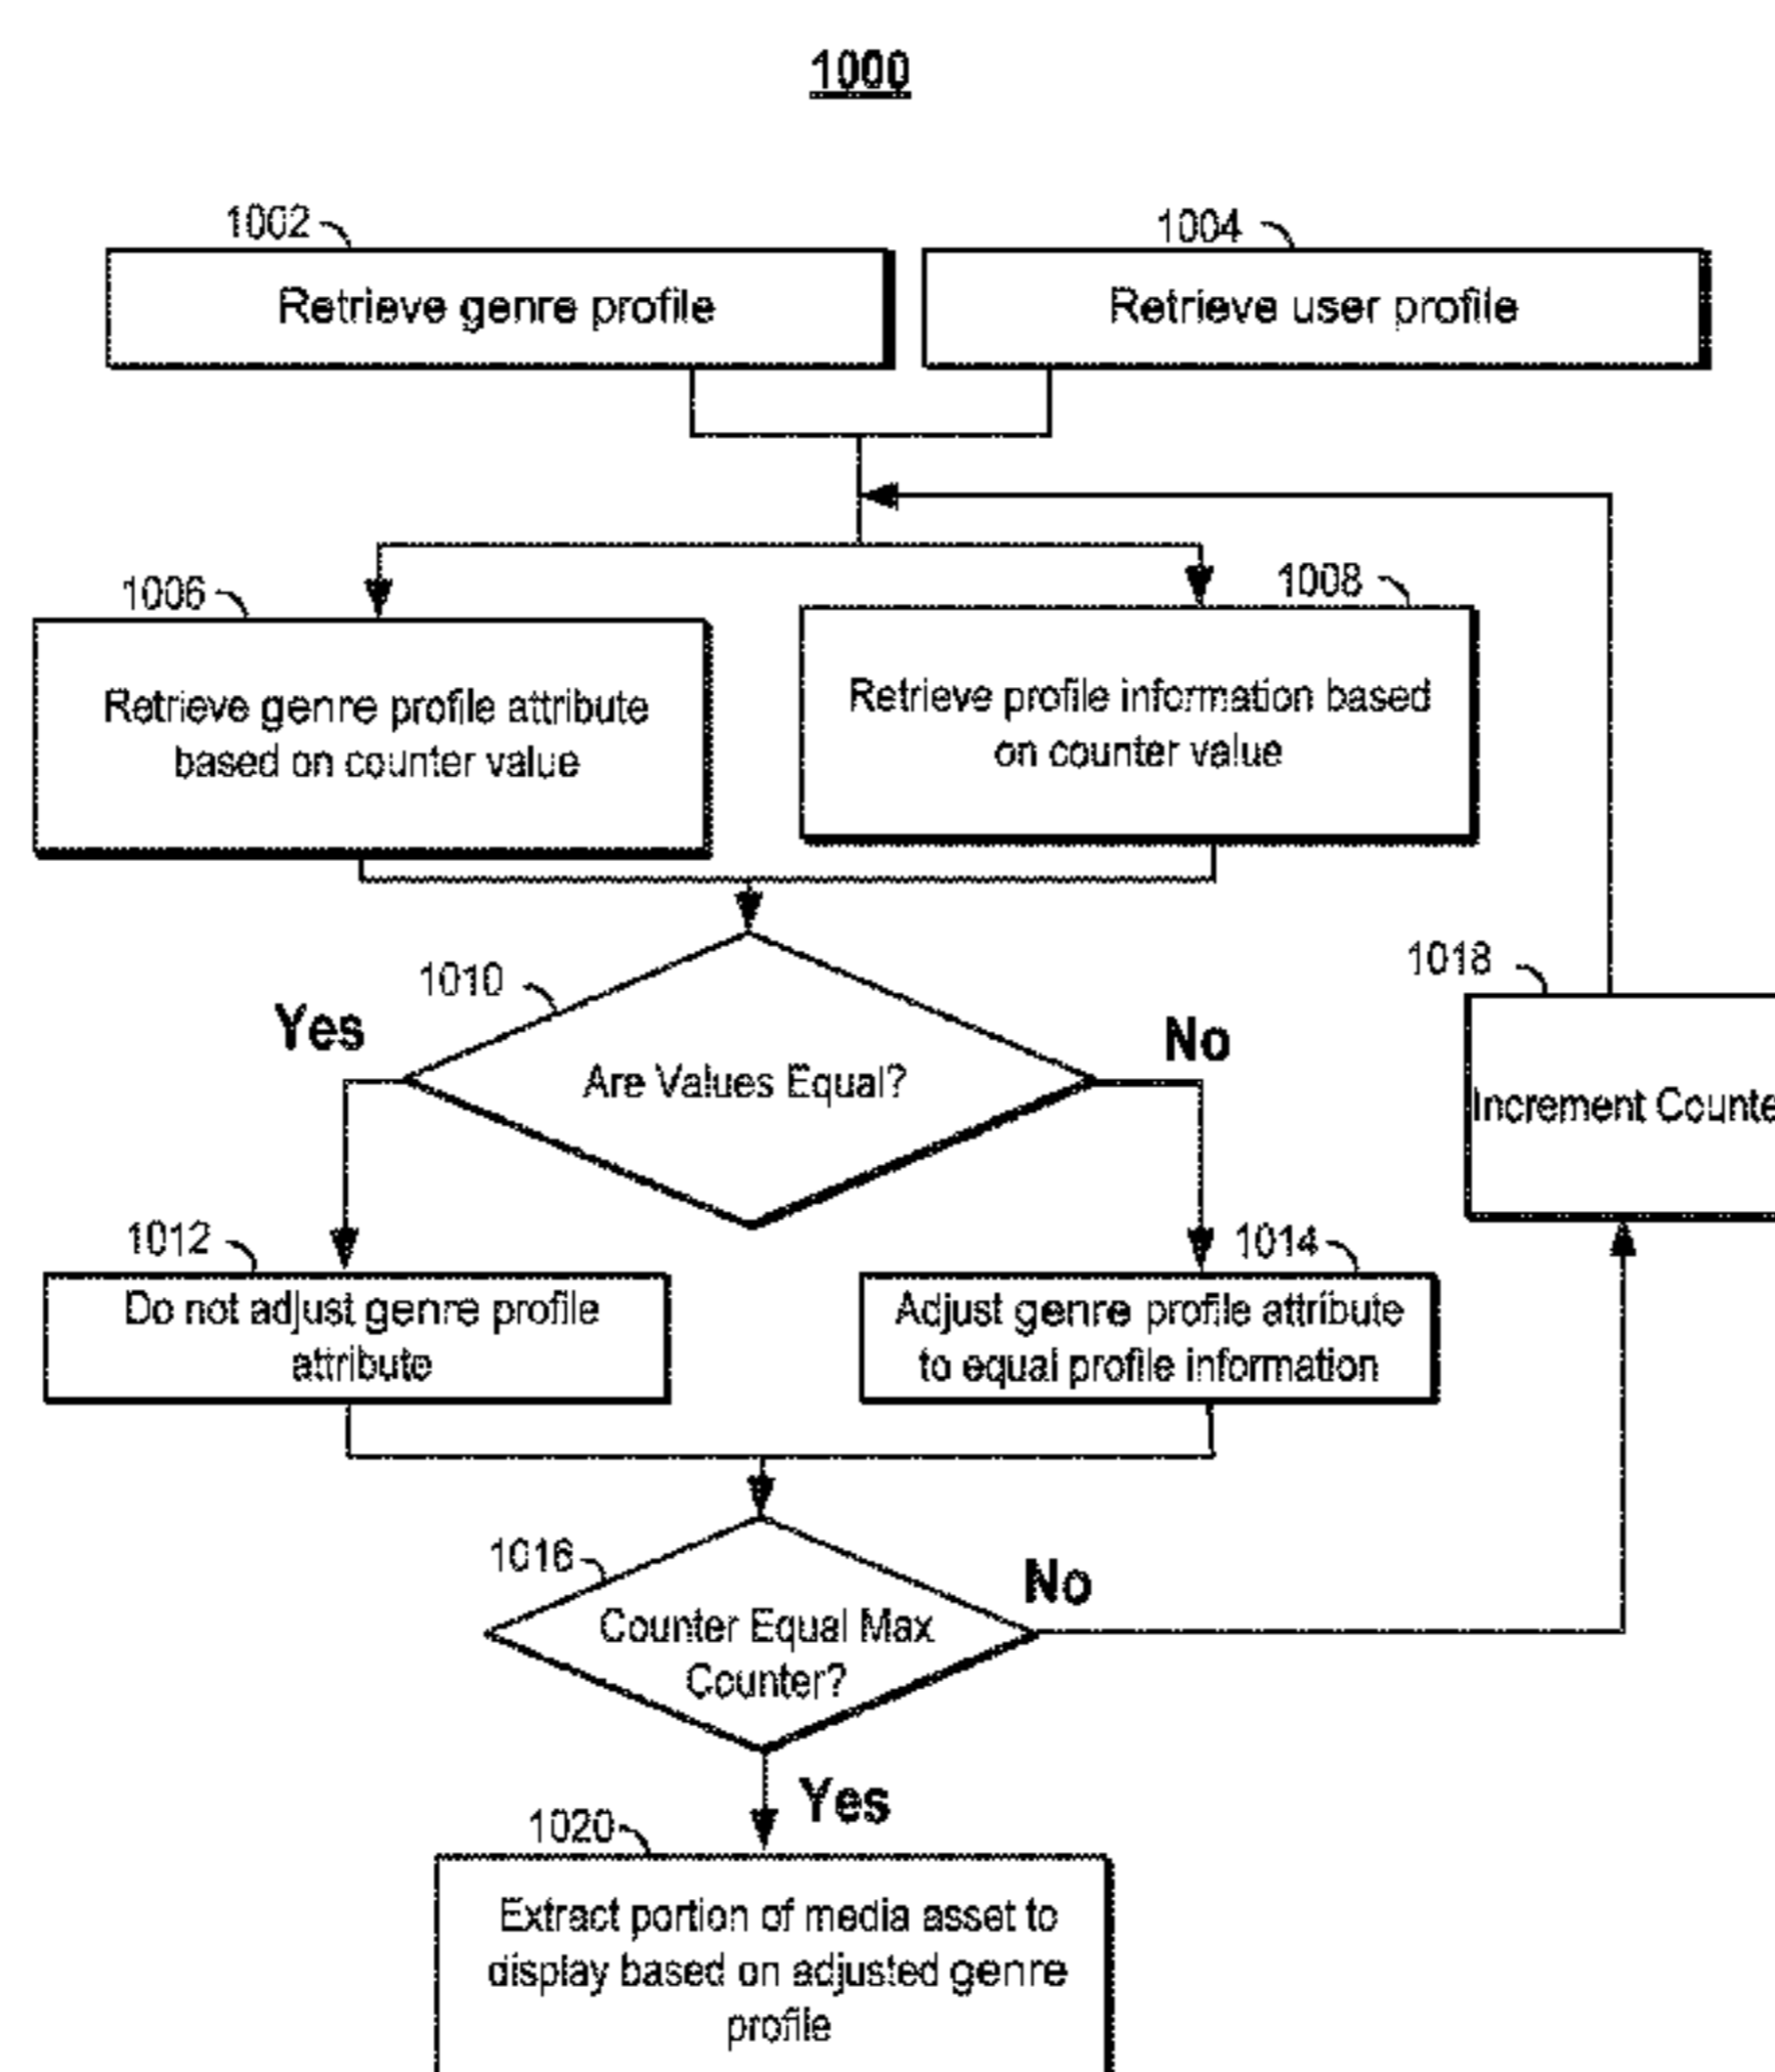 1000
1002
1004
Retrieve genre profile
Retrieve user profile
1006
1008
Retrieve genre profile attribute
based on counter value
Retrieve profile information based
on counter value
1010
Yes
No
Are Values Equal?
1018
Increment Counte
1012
1014
Do not adjust genre profile
attribute
Adjust genre profile attribute
to equal profile information
1016
No
Counter Equal Max
Counter?
Yes
1020
Extract portion of media asset to
display based on adjusted genre
profile